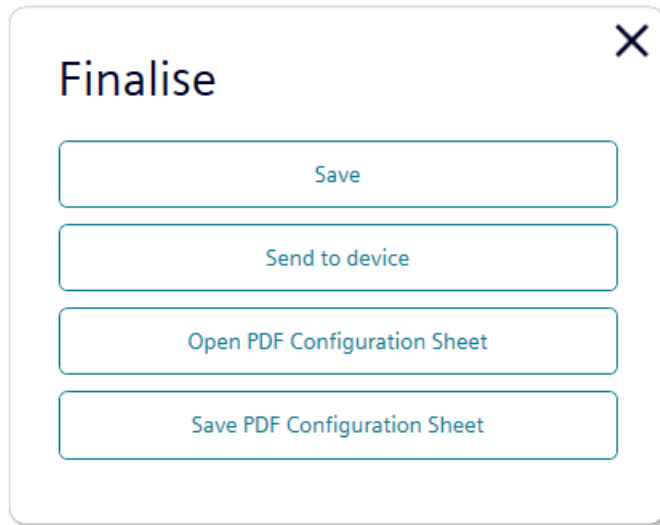 Finalise
Save
Send to device
Open PDF Configuration Sheet
Save PDF Configuration Sheet